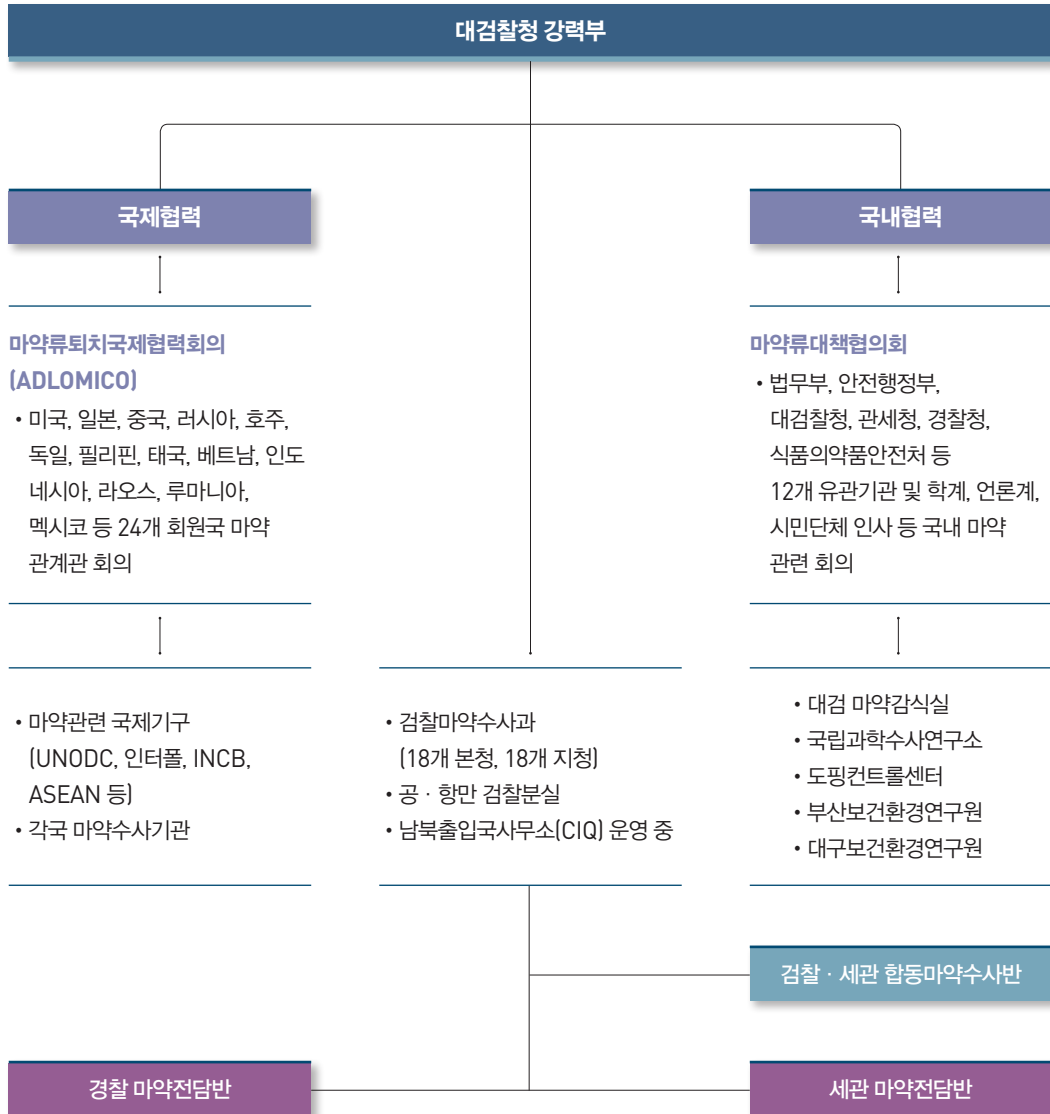 대검찰청 강력부
국제협력
국내협력
마약류퇴치국제협력회의
(ADLOMICO)
• 미국, 일본, 중국, 러시아, 호주,
독일, 필리핀, 태국, 베트남, 인도
네시아, 라오스, 루마니아,
멕시코 등 24개 회원국 마약
관계관 회의
마약류대책협의회
• 법무부, 안전행정부,
대검찰청, 관세청, 경찰청,
식품의약품안전처 등
12개 유관기관 및 학계, 언론계,
시민단체 인사 등 국내 마약
관련 회의
• 마약관련 국제기구
(UNODC, 인터폴, INCB,
ASEAN 등)
• 각국 마약수사기관
• 검찰마약수사과
(18개 본청, 18개 지청)
• 공 · 항만 검찰분실
• 남북출입국사무소(CIQ) 운영 중
• 대검 마약감식실
• 국립과학수사연구소
• 도핑컨트롤센터
• 부산보건환경연구원
• 대구보건환경연구원
검찰 · 세관 합동마약수사반
경찰 마약전담반
세관 마약전담반